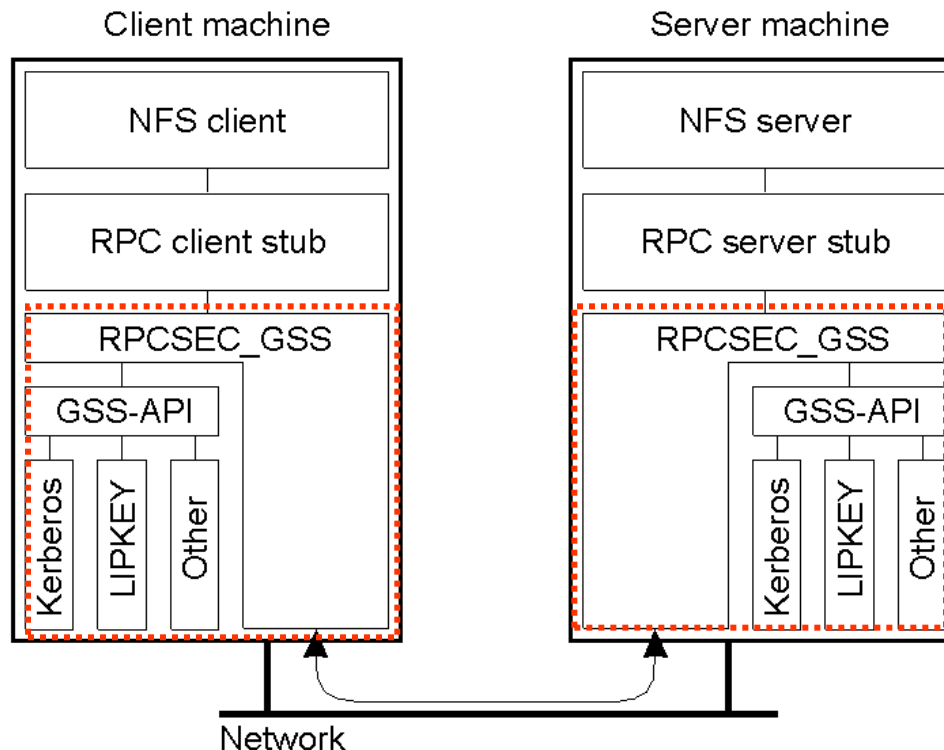 Client machine
Server machine
NFS client
NFS server
RPC client stub
RPC server stub
RPCSEC_GSS
RPCSEC_GSS
GSS-API
GSS-API
Kerberos
LIPKEY
Other
Kerberos
LIPKEY
Other
Network